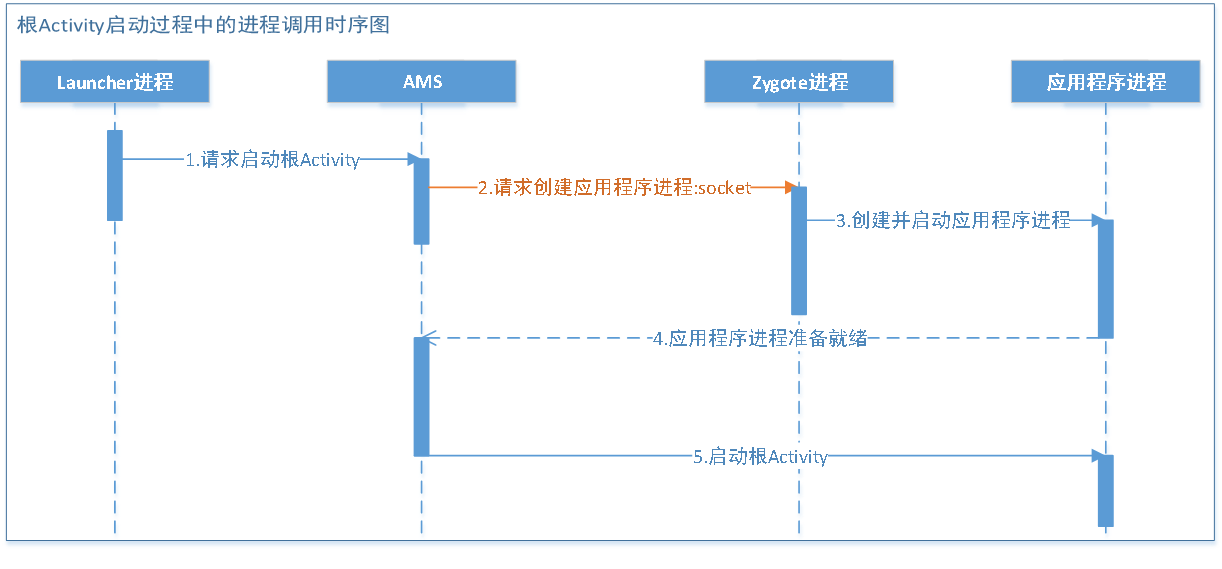 根Activity启动过程中的进程调用时序图
Launcher进程
AMS
Zygote进程
应用程序进程
1.请求启动根Activity
2.请求创建应用程序进程:socket
3.创建并启动应用程序进程
4.应用程序进程准备就绪
5.启动根Activity